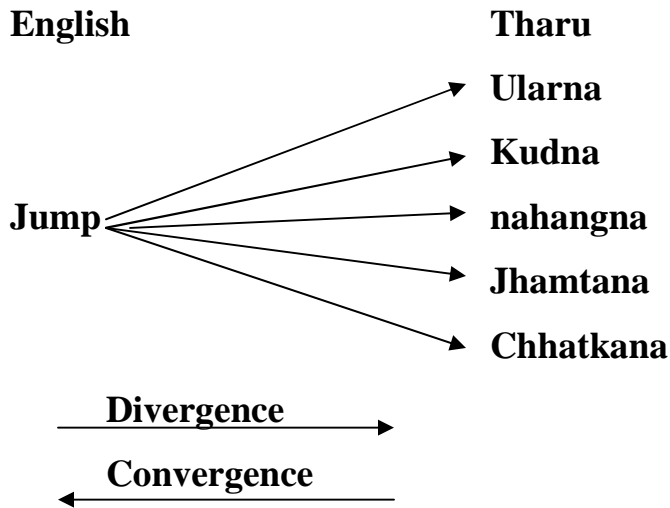 English Tharu
Ularna
Kudna
Jump nahangna
Jhamtana
Chhatkana
Divergence
Convergence